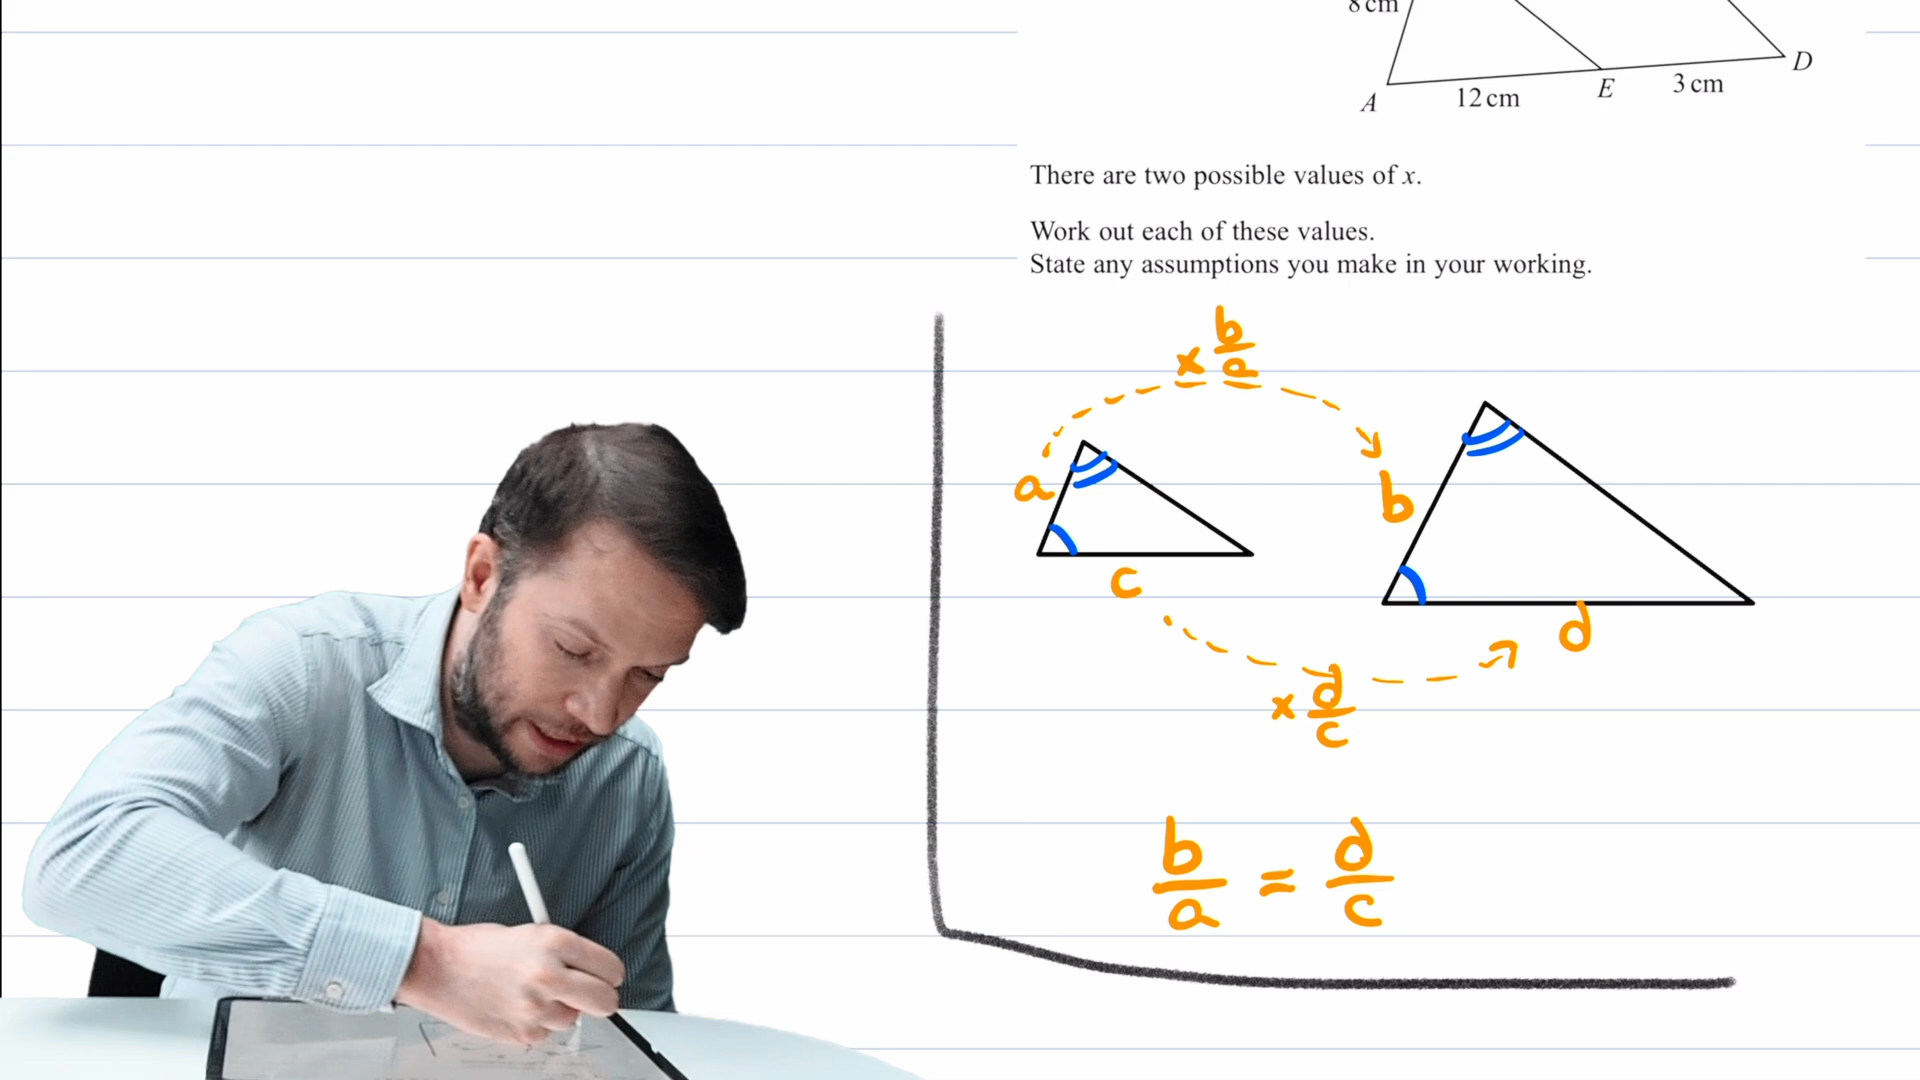 8 cm
D
3 cm
E
12 cm
A
There are two possible values of x.
Work out each of these values.
State any assumptions you make in your working.
× b/a
a
b
c
d
× d/c
b/a = d/c